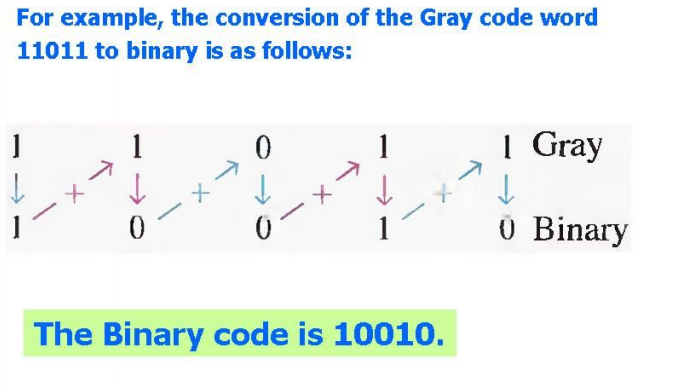 For example, the conversion of the Gray code word
11011 to binary is as follows:
1 1 0 1 1 Gray
+ + + +
1 0 0 1 0 Binary
The Binary code is 10010.